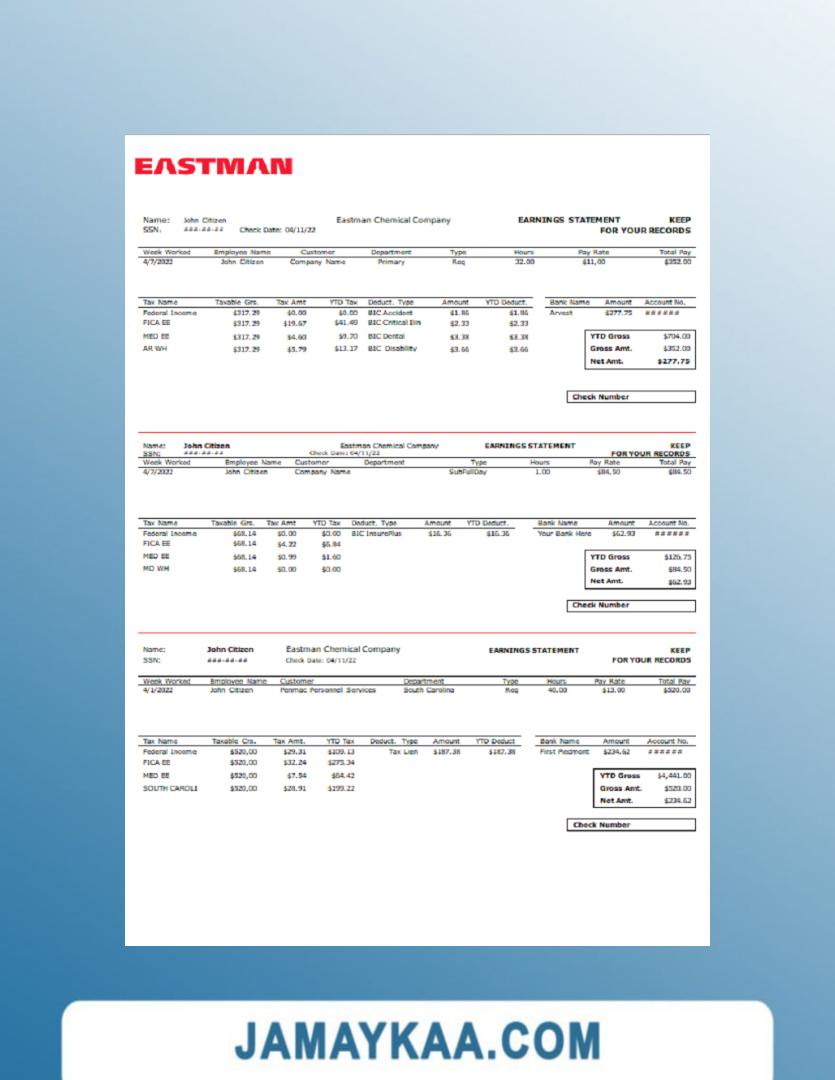 EASTMAN
Name: John Citizen Eastman Chemical Company EARNINGS STATEMENT KEEP
SSN: ###-##-## Check Date: 04/11/22 FOR YOUR RECORDS
Week Worked Employee Name Customer Department Type Hours Pay Rate Total Pay
4/7/2022 John Citizen Company Name Primary Req 32.00 $11,00 $352.00
Tax Name Taxable Grs. Tax Amt YTD Tax Deduct. Type Amount YTD Deduct. Bank Name Amount Account No.
Federal Income $317.29 $0.00 $0.00 BIC Accident $1.86 $1.86 Arvest $277.75 ######
FICA EE $317.29 $19.67 $41.49 BIC Critical Illn $2.33 $2.33
MED EE $317.29 $4.60 $9.70 BIC Dental $3.38 $3.38 YTD Gross $704.00
AR WH $317.29 $5.79 $13.17 BIC Disability $3.66 $3.66 Gross Amt. $352.00
Net Amt. $277.75
Check Number
Name: John Citizen Eastman Chemical Company EARNINGS STATEMENT KEEP
SSN: ###-##-## Check Date: 04/11/22 FOR YOUR RECORDS
Week Worked Employee Name Customer Department Type Hours Pay Rate Total Pay
4/7/2022 John Citizen Company Name SubFullDay 1.00 $84,50 $84.50
Tax Name Taxable Grs. Tax Amt YTD Tax Deduct. Type Amount YTD Deduct. Bank Name Amount Account No.
Federal Income $68.14 $0.00 $0.00 BIC InsurePlus $16.36 $16.36 Your Bank Here $62.93 ######
FICA EE $68.14 $4.22 $6.84
MED EE $68.14 $0.99 $1.60 YTD Gross $126.75
MO WH $68.14 $0.00 $0.00 Gross Amt. $84.50
Net Amt. $62.93
Check Number
Name: John Citizen Eastman Chemical Company EARNINGS STATEMENT KEEP
SSN: ###-##-## Check Date: 04/11/22 FOR YOUR RECORDS
Week Worked Employee Name Customer Department Type Hours Pay Rate Total Pay
4/1/2022 John Citizen Penmac Personnel Services South Carolina Req 40.00 $13.00 $520.00
Tax Name Taxable Grs. Tax Amt. YTD Tax Deduct. Type Amount YTD Deduct Bank Name Amount Account No.
Federal Income $520,00 $29.31 $109.13 Tax Lien $187.38 $187.38 First Piedmont $234.62 ######
FICA EE $520,00 $32.24 $275.34
MED EE $520,00 $7.54 $64.42 YTD Gross $4,441.00
SOUTH CAROLI $520,00 $28.91 $199.22 Gross Amt. $520.00
Net Amt. $234.62
Check Number
JAMAYKAA.COM